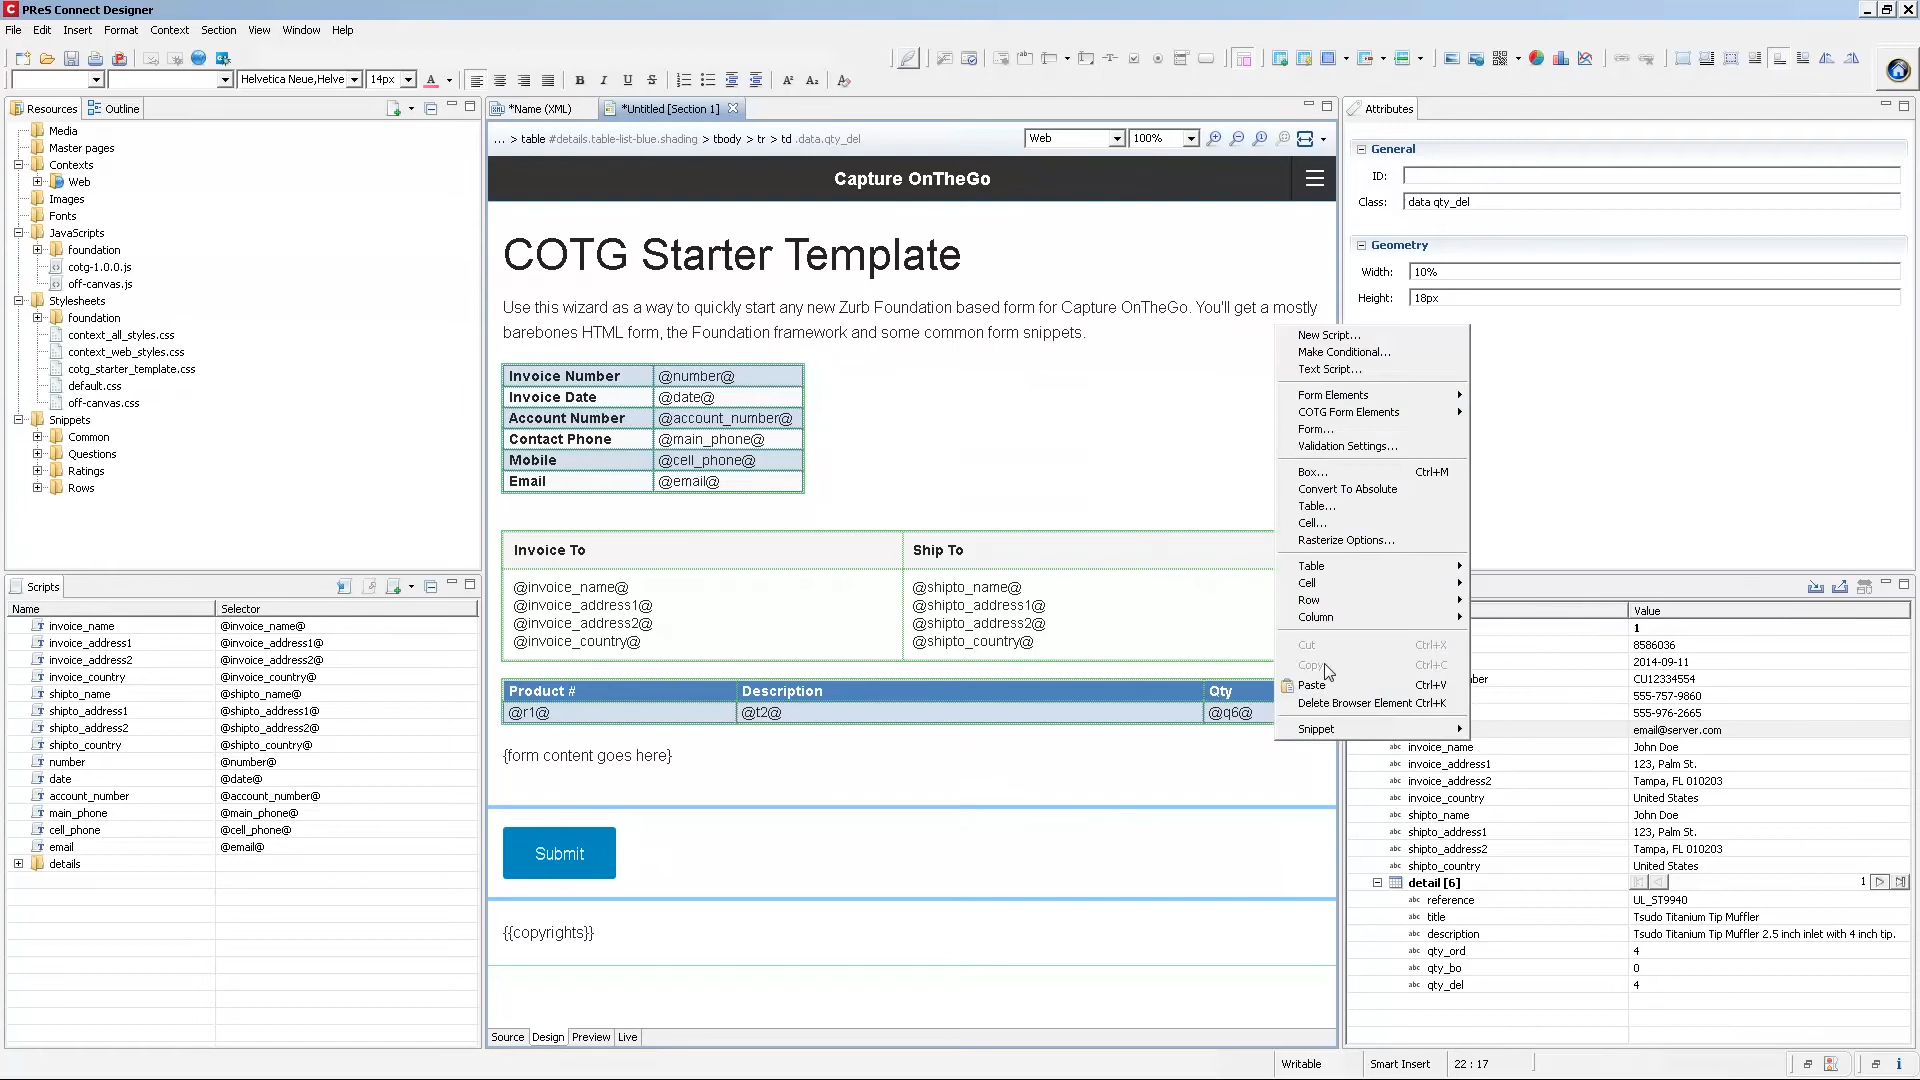 PReS Connect Designer
File Edit Insert Format Context Section View Window Help
Helvetica Neue,Helve 14px
Resources Outline
Media
Master pages
Contexts
Web
Images
Fonts
JavaScripts
foundation
cotg-1.0.0.js
off-canvas.js
Stylesheets
foundation
context_all_styles.css
context_web_styles.css
cotg_starter_template.css
default.css
off-canvas.css
Snippets
Common
Questions
Ratings
Rows
Scripts
Name Selector
invoice_name @invoice_name@
invoice_address1 @invoice_address1@
invoice_address2 @invoice_address2@
invoice_country @invoice_country@
shipto_name @shipto_name@
shipto_address1 @shipto_address1@
shipto_address2 @shipto_address2@
shipto_country @shipto_country@
number @number@
date @date@
account_number @account_number@
main_phone @main_phone@
cell_phone @cell_phone@
email @email@
details
*Name (XML) *Untitled [Section 1]
... > table #details.table-list-blue.shading > tbody > tr > td .data.qty_del
Web 100%
Capture OnTheGo
COTG Starter Template
Use this wizard as a way to quickly start any new Zurb Foundation based form for Capture OnTheGo. You'll get a mostly
barebones HTML form, the Foundation framework and some common form snippets.
Invoice Number @number@
Invoice Date @date@
Account Number @account_number@
Contact Phone @main_phone@
Mobile @cell_phone@
Email @email@
Invoice To Ship To
@invoice_name@ @shipto_name@
@invoice_address1@ @shipto_address1@
@invoice_address2@ @shipto_address2@
@invoice_country@ @shipto_country@
Product # Description Qty
@r1@ @t2@ @q6@
{form content goes here}
Submit
{{copyrights}}
Source Design Preview Live
New Script...
Make Conditional...
Text Script...
Form Elements
COTG Form Elements
Form...
Validation Settings...
Box... Ctrl+M
Convert To Absolute
Table...
Cell...
Rasterize Options...
Table
Cell
Row
Column
Cut Ctrl+X
Copy Ctrl+C
Paste Ctrl+V
Delete Browser Element Ctrl+K
Snippet
Attributes
General
ID:
Class: data qty_del
Geometry
Width: 10%
Height: 18px
Value
1
8586036
2014-09-11
mber CU12334554
555-757-9860
555-976-2665
email@server.com
invoice_name John Doe
invoice_address1 123, Palm St.
invoice_address2 Tampa, FL 010203
invoice_country United States
shipto_name John Doe
shipto_address1 123, Palm St.
shipto_address2 Tampa, FL 010203
shipto_country United States
detail [6] 1
reference UL_ST9940
title Tsudo Titanium Tip Muffler
description Tsudo Titanium Tip Muffler 2.5 inch inlet with 4 inch tip.
qty_ord 4
qty_bo 0
qty_del 4
Writable Smart Insert 22 : 17